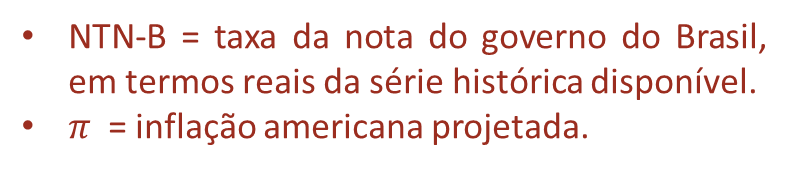 • NTN-B = taxa da nota do governo do Brasil,
em termos reais da série histórica disponível.
• 𝜋 = inflação americana projetada.